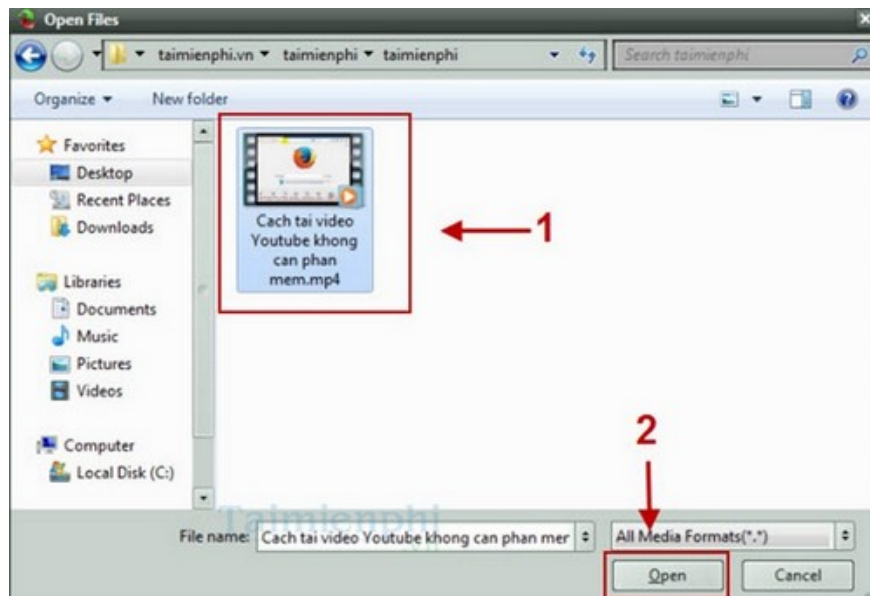 Open Files
taimienphi.vn taimienphi taimienphi
Search taimienphi
Organize New folder
Favorites
Desktop
Recent Places
Downloads
Libraries
Documents
Music
Pictures
Videos
Computer
Local Disk (C:)
Cach tai video
Youtube khong
can phan
mem.mp4
1
2
Taimienphi
File name: Cach tai video Youtube khong can phan mer
All Media Formats(*.*)
Open Cancel